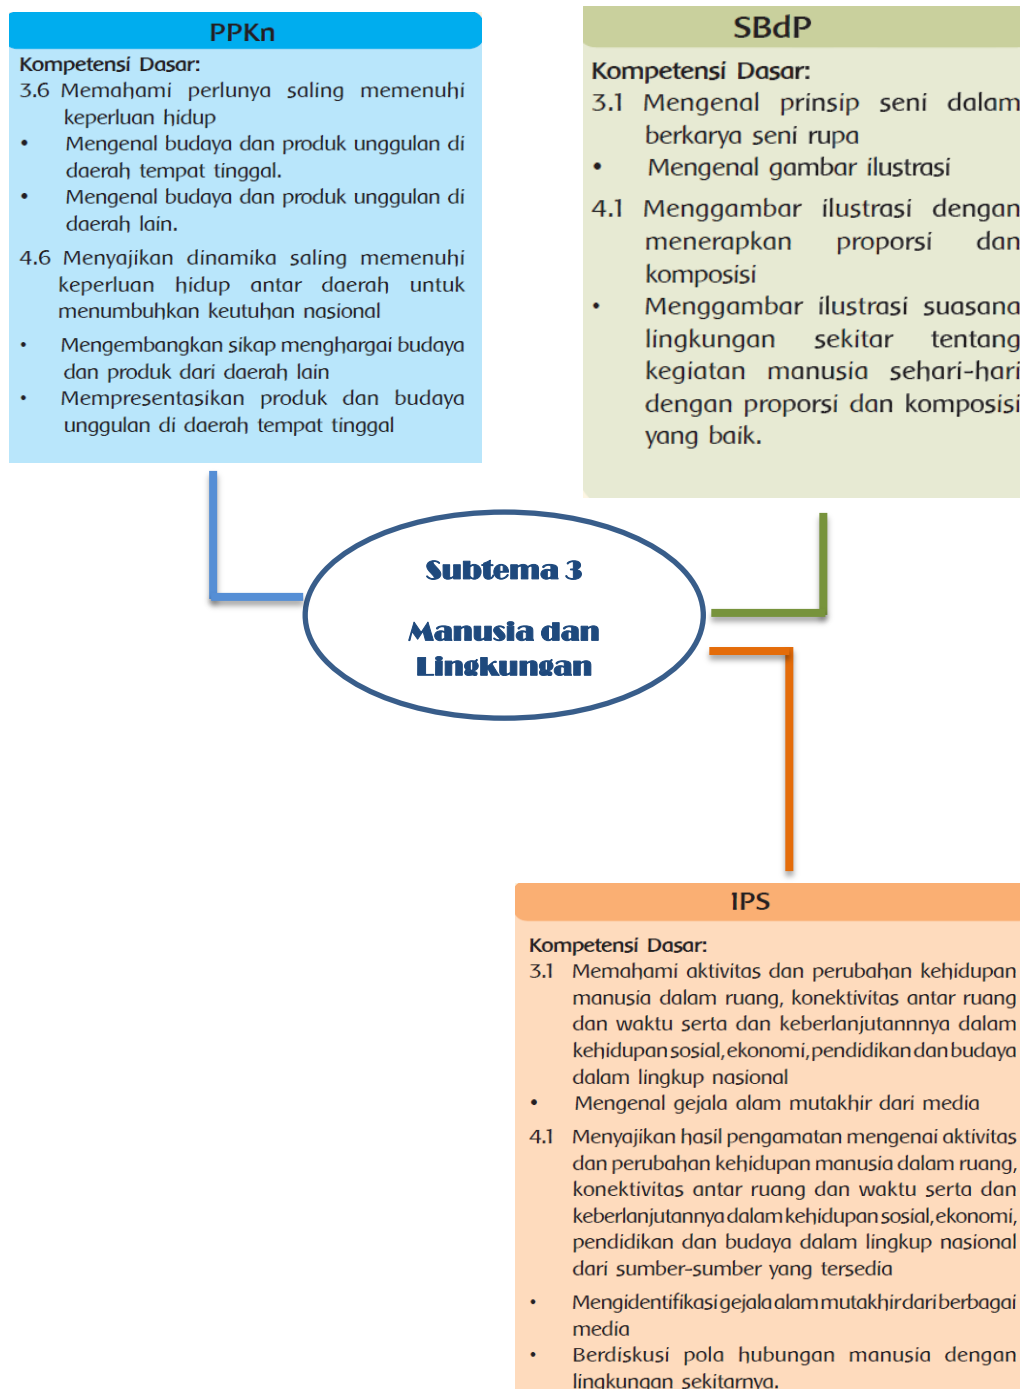 PPKn
Kompetensi Dasar:
3.6 Memahami perlunya saling memenuhi
keperluan hidup
• Mengenal budaya dan produk unggulan di
daerah tempat tinggal.
• Mengenal budaya dan produk unggulan di
daerah lain.
4.6 Menyajikan dinamika saling memenuhi
keperluan hidup antar daerah untuk
menumbuhkan keutuhan nasional
• Mengembangkan sikap menghargai budaya
dan produk dari daerah lain
• Mempresentasikan produk dan budaya
unggulan di daerah tempat tinggal
SBdP
Kompetensi Dasar:
3.1 Mengenal prinsip seni dalam
berkarya seni rupa
• Mengenal gambar ilustrasi
4.1 Menggambar ilustrasi dengan
menerapkan proporsi dan
komposisi
• Menggambar ilustrasi suasana
lingkungan sekitar tentang
kegiatan manusia sehari-hari
dengan proporsi dan komposisi
yang baik.
Subtema 3
Manusia dan
Lingkungan
IPS
Kompetensi Dasar:
3.1 Memahami aktivitas dan perubahan kehidupan
manusia dalam ruang, konektivitas antar ruang
dan waktu serta dan keberlanjutannnya dalam
kehidupan sosial, ekonomi, pendidikan dan budaya
dalam lingkup nasional
• Mengenal gejala alam mutakhir dari media
4.1 Menyajikan hasil pengamatan mengenai aktivitas
dan perubahan kehidupan manusia dalam ruang,
konektivitas antar ruang dan waktu serta dan
keberlanjutannya dalam kehidupan sosial, ekonomi,
pendidikan dan budaya dalam lingkup nasional
dari sumber-sumber yang tersedia
• Mengidentifikasi gejala alam mutakhir dari berbagai
media
• Berdiskusi pola hubungan manusia dengan
lingkungan sekitarnya.